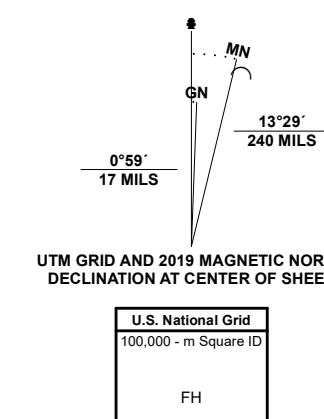 MN
GN
13°29´
240 MILS
0°59´
17 MILS
UTM GRID AND 2019 MAGNETIC NOR
DECLINATION AT CENTER OF SHEE
U.S. National Grid
100,000 - m Square ID
FH